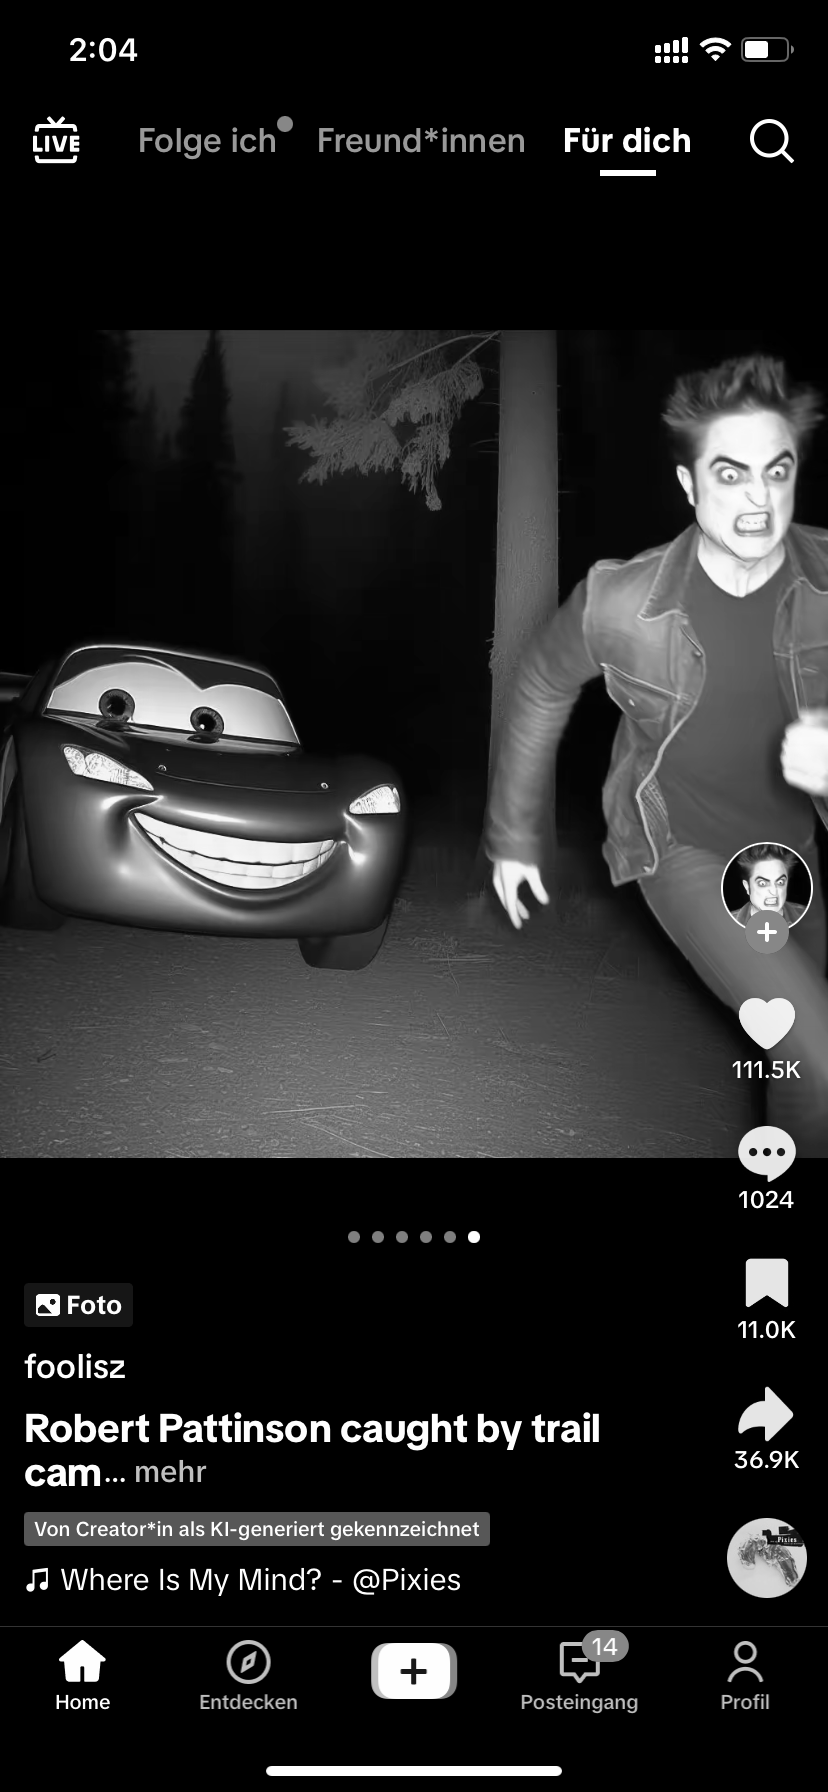 2:04
LIVE
Folge ich
Freund*innen
Für dich
111.5K
1024
11.0K
36.9K
Foto
foolisz
Robert Pattinson caught by trail
cam... mehr
Von Creator*in als KI-generiert gekennzeichnet
Where Is My Mind? - @Pixies
Pixies
Home
Entdecken
14
Posteingang
Profil